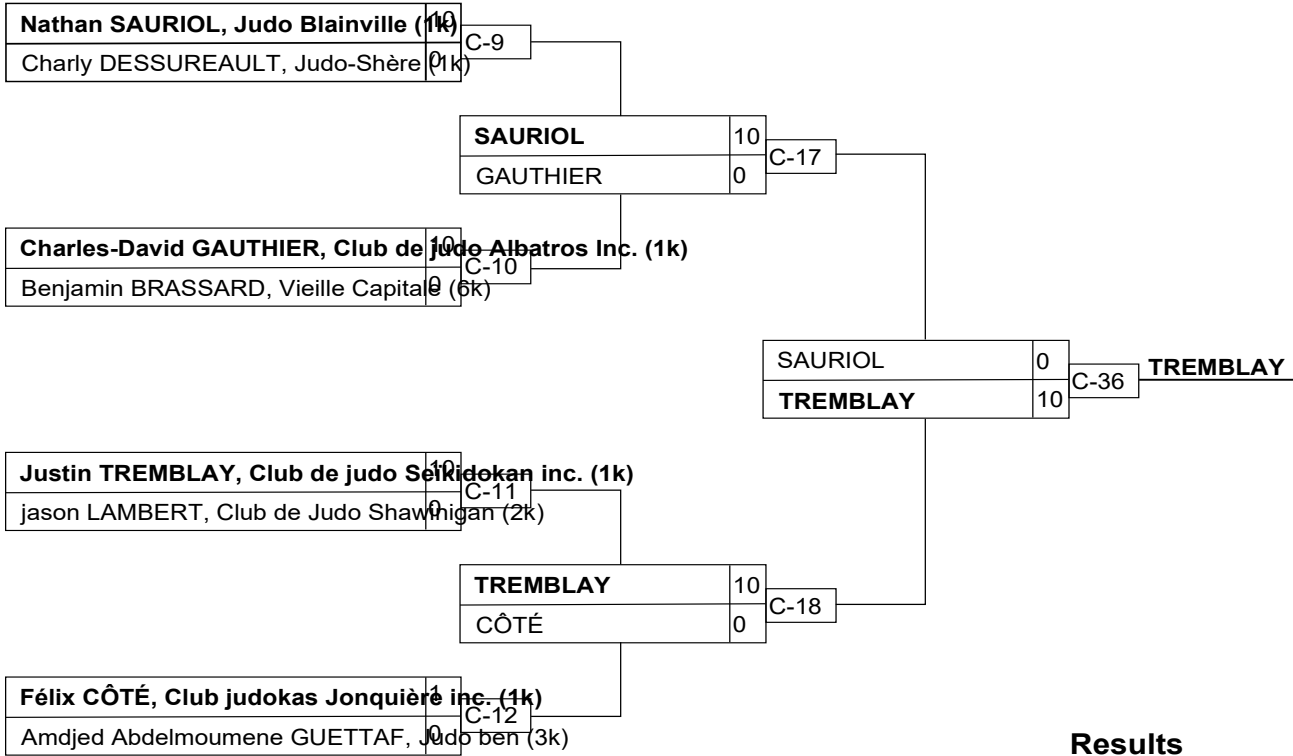 Nathan SAURIOL, Judo Blainville (1k) 10
Charly DESSUREAULT, Judo-Shère (1k) 0
C-9
SAURIOL 10
GAUTHIER 0
C-17
Charles-David GAUTHIER, Club de judo Albatros Inc. (1k) 10
Benjamin BRASSARD, Vieille Capitale (6k) 0
C-10
SAURIOL 0
TREMBLAY 10
C-36
TREMBLAY
Justin TREMBLAY, Club de judo Seikidokan inc. (1k) 10
jason LAMBERT, Club de Judo Shawinigan (2k) 0
C-11
TREMBLAY 10
CÔTÉ 0
C-18
Félix CÔTÉ, Club judokas Jonquière inc. (1k) 1
Amdjed Abdelmoumene GUETTAF, Judo ben (3k) 0
C-12
Results